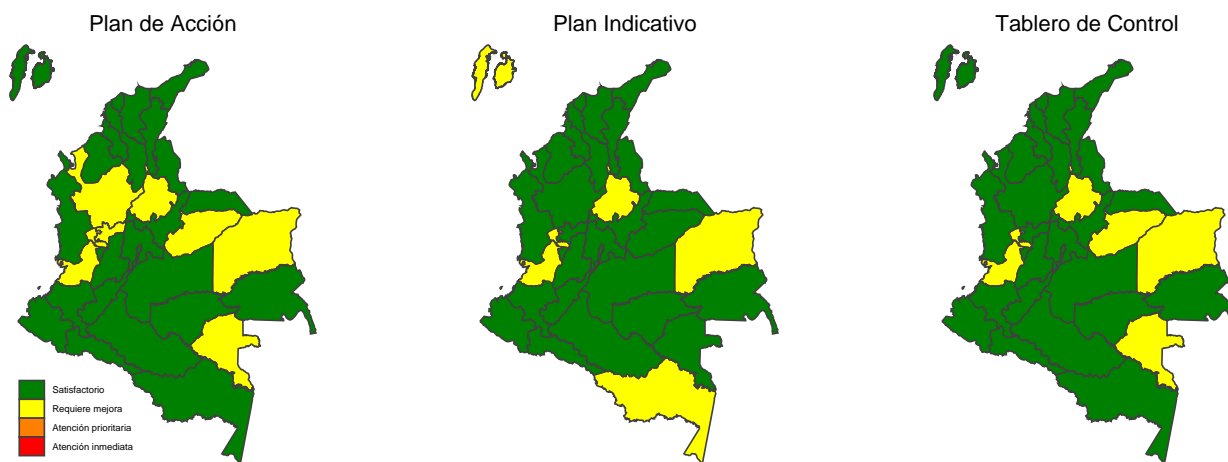 Plan de Acción
Plan Indicativo
Tablero de Control
Satisfactorio
Requiere mejora
Atención prioritaria
Atención inmediata